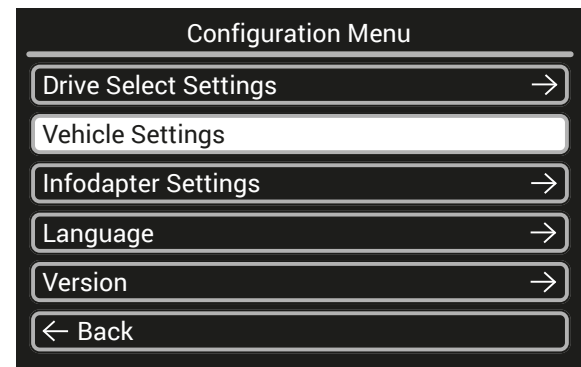 Configuration Menu
Drive Select Settings →
Vehicle Settings
Infodapter Settings →
Language →
Version →
← Back